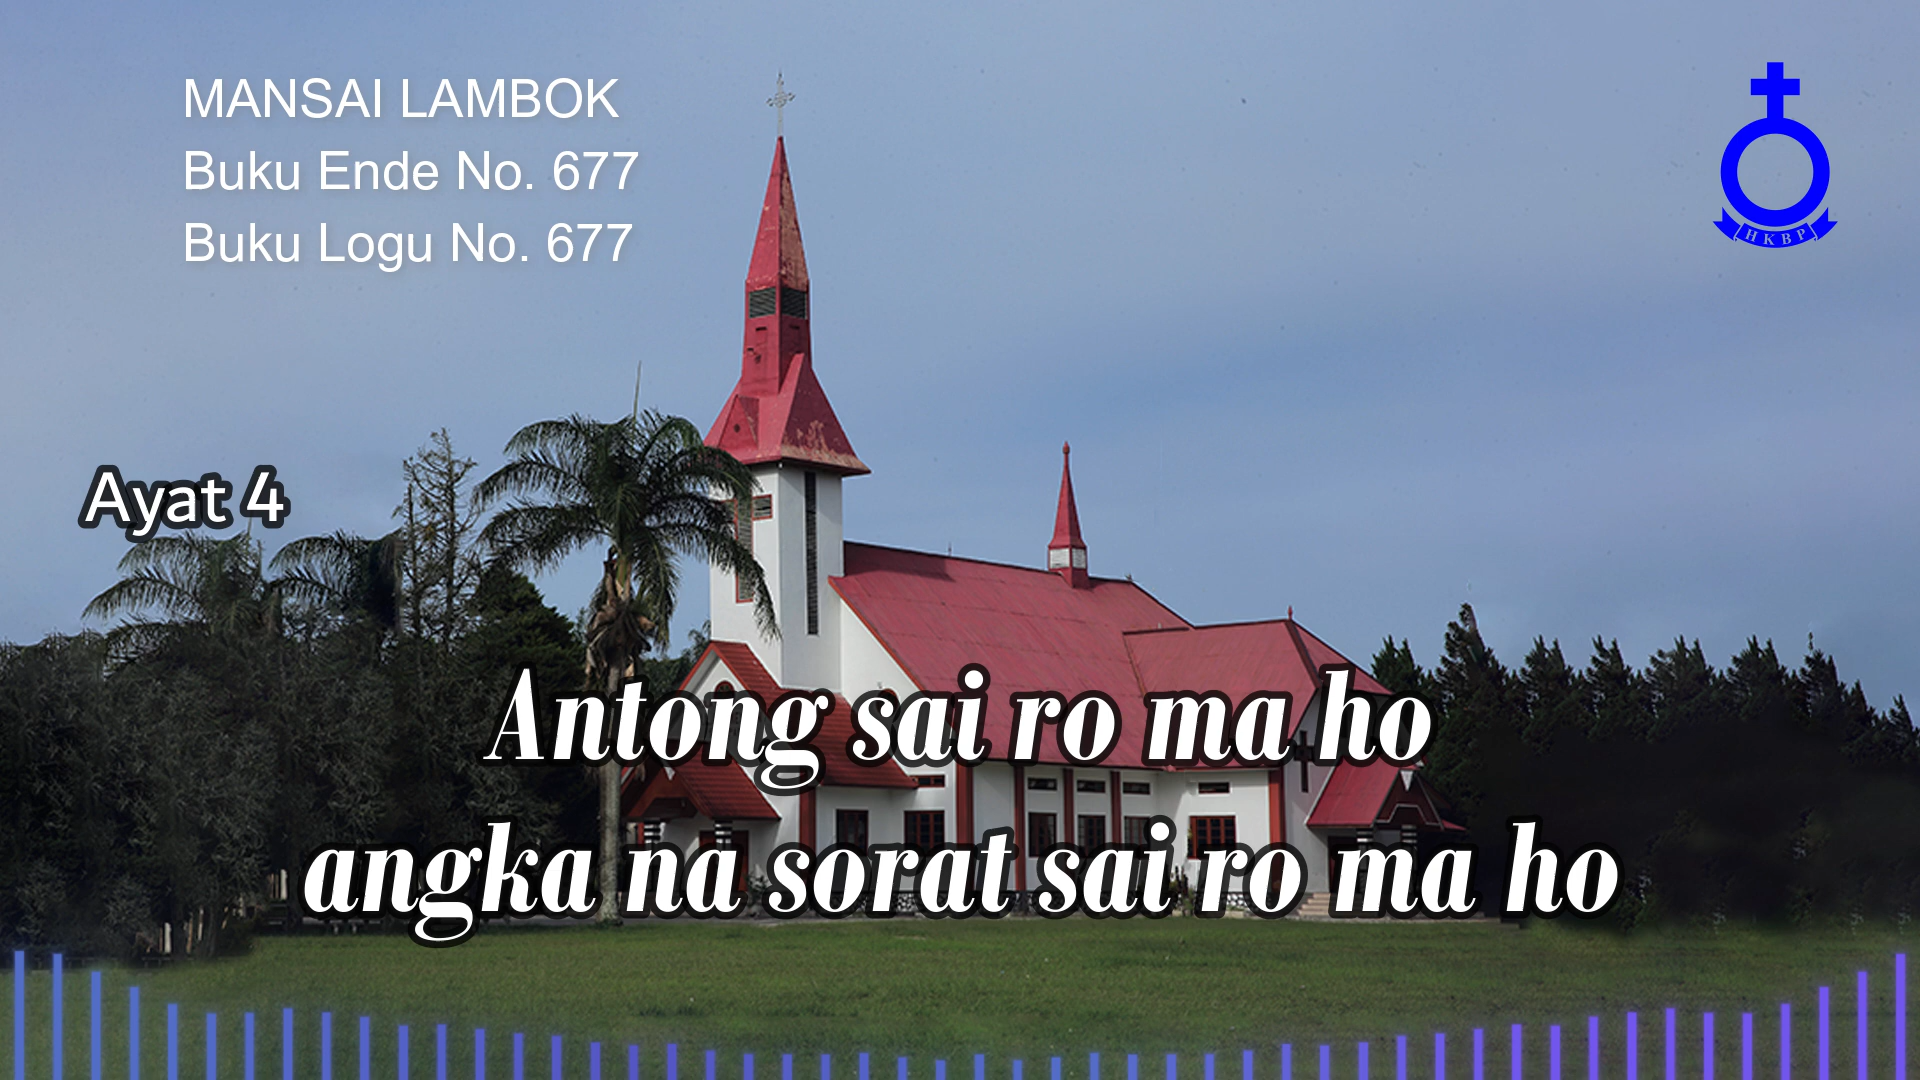 MANSAI LAMBOK
Buku Ende No. 677
Buku Logu No. 677
HKBP
Ayat 4
Antong sai ro ma ho
angka na sorat sai ro ma ho